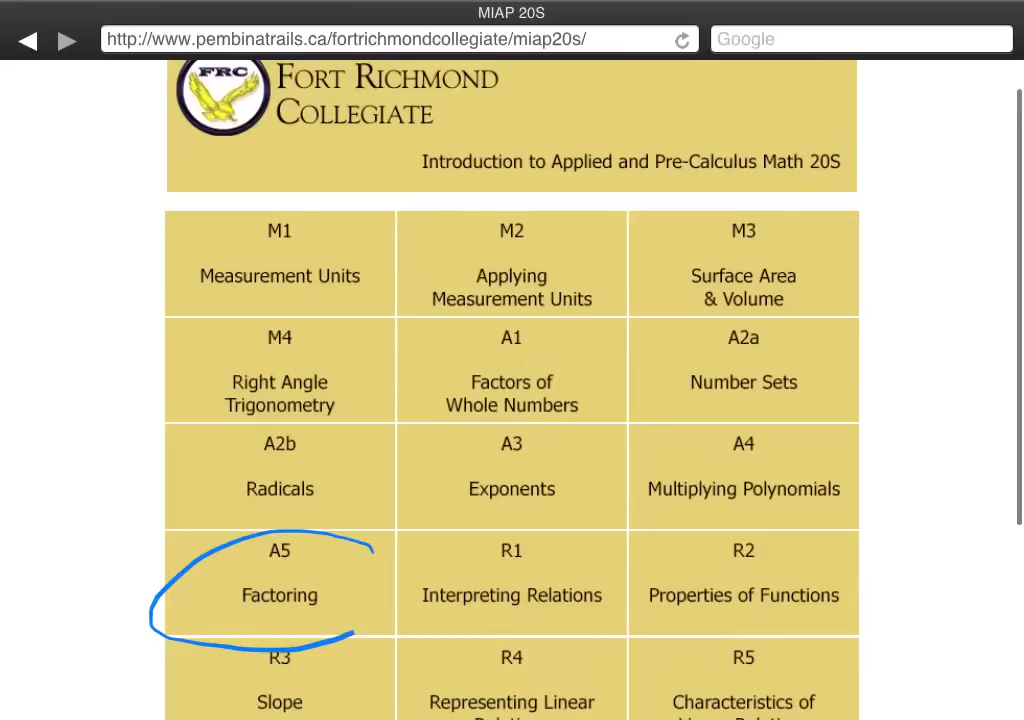 MIAP 20S
http://www.pembinatrails.ca/fortrichmondcollegiate/miap20s/
Google
FRC
FORT RICHMOND
COLLEGIATE
Introduction to Applied and Pre-Calculus Math 20S
M1
Measurement Units
M2
Applying
Measurement Units
M3
Surface Area
& Volume
M4
Right Angle
Trigonometry
A1
Factors of
Whole Numbers
A2a
Number Sets
A2b
Radicals
A3
Exponents
A4
Multiplying Polynomials
A5
Factoring
R1
Interpreting Relations
R2
Properties of Functions
R3
Slope
R4
Representing Linear
R5
Characteristics of